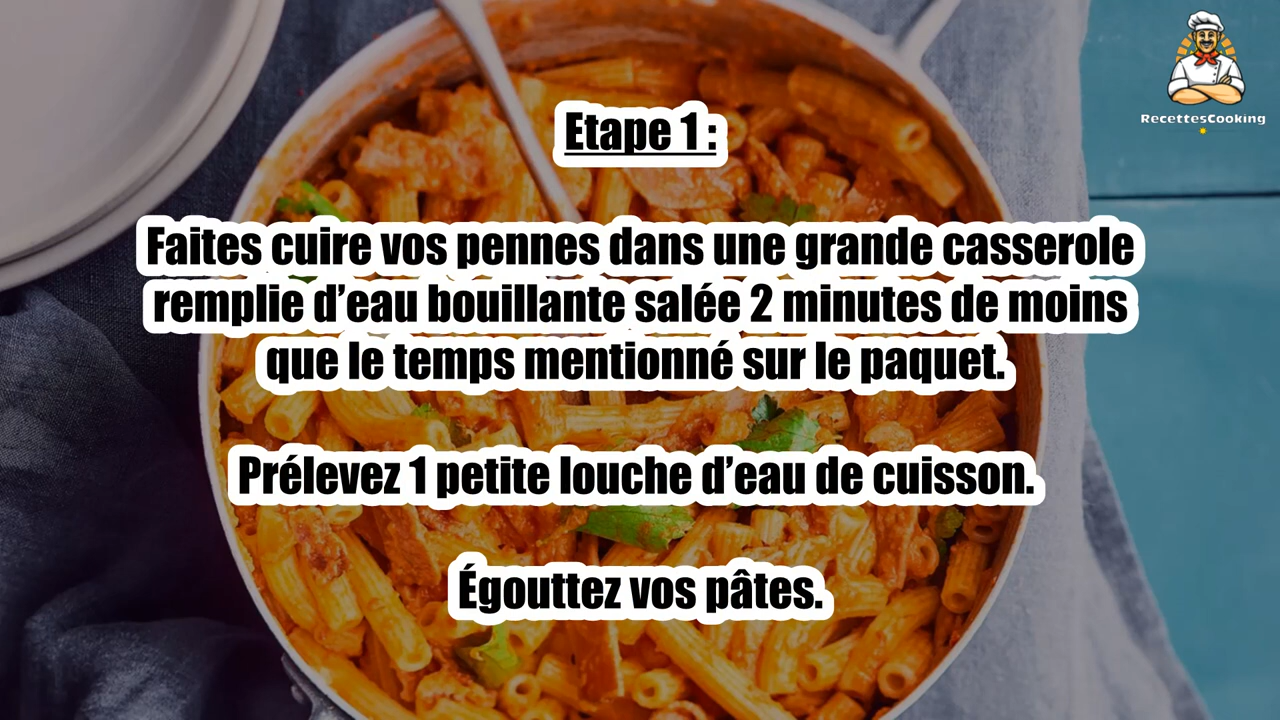 RecettesCooking
Etape 1 :
Faites cuire vos pennes dans une grande casserole
remplie d’eau bouillante salée 2 minutes de moins
que le temps mentionné sur le paquet.
Prélevez 1 petite louche d’eau de cuisson.
Égouttez vos pâtes.